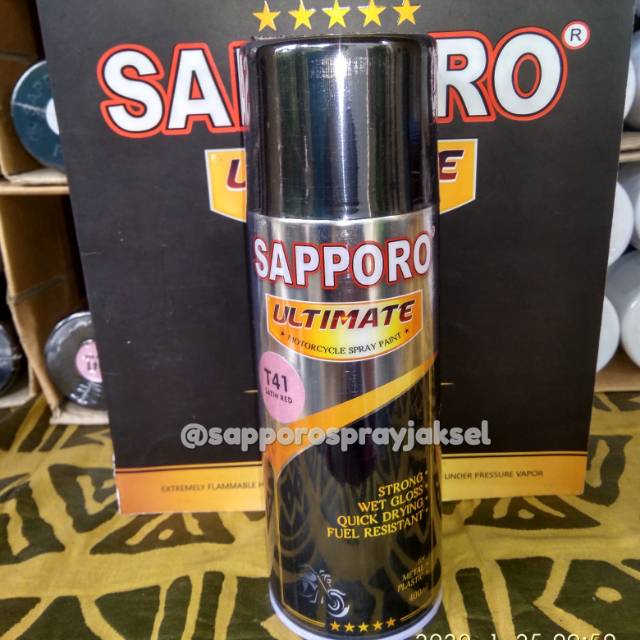 SAPPORO®
ULTIMATE
SAPPORO
ULTIMATE
MOTORCYCLE SPRAY PAINT
T41
SATIN RED
@sapporosprayjaksel
EXTREMELY FLAMMABLE
UNDER PRESSURE VAPOR
STRONG
WET GLOSS
QUICK DRYING
FUEL RESISTANT